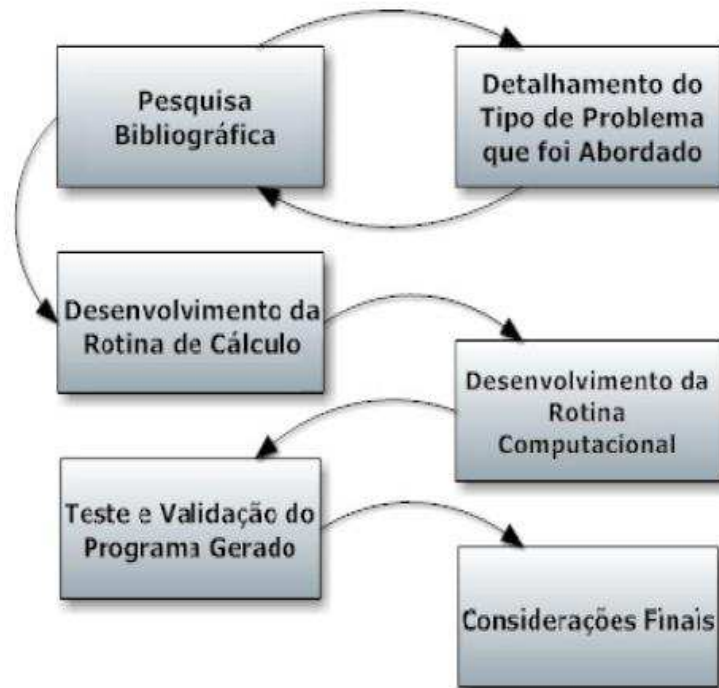 Pesquisa
Bibliográfica
Detalhamento do
Tipo de Problema
que foi Abordado
Desenvolvimento da
Rotina de Cálculo
Desenvolvimento da
Rotina
Computacional
Teste e Validação do
Programa Gerado
Considerações Finais